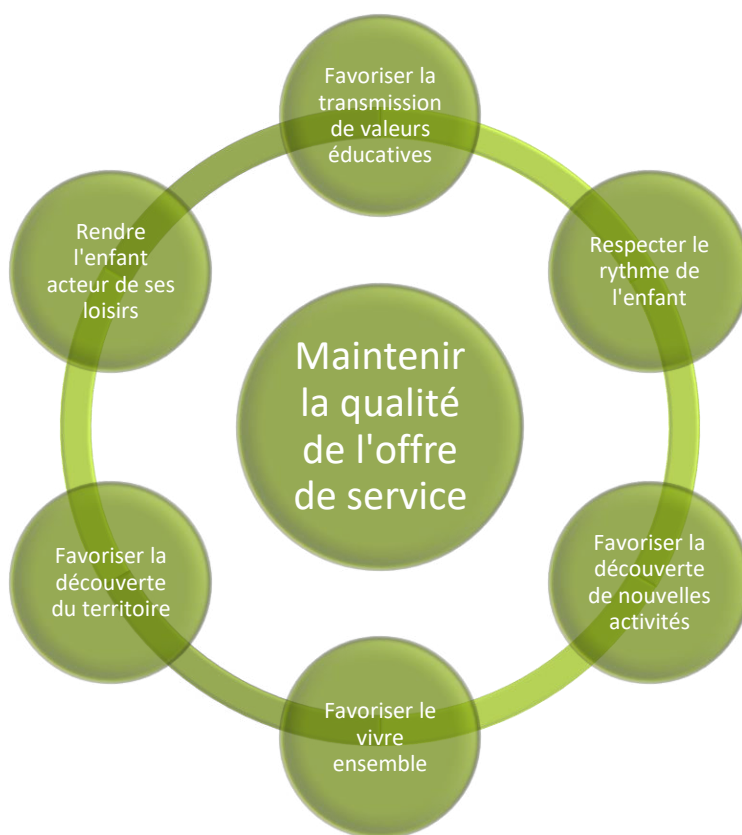 Favoriser la
transmission
de valeurs
éducatives
Respecter le
rythme de
l'enfant
Favoriser la
découverte
de nouvelles
activités
Favoriser le
vivre
ensemble
Favoriser la
découverte
du territoire
Rendre
l'enfant
acteur de ses
loisirs
Maintenir
la qualité
de l'offre
de service